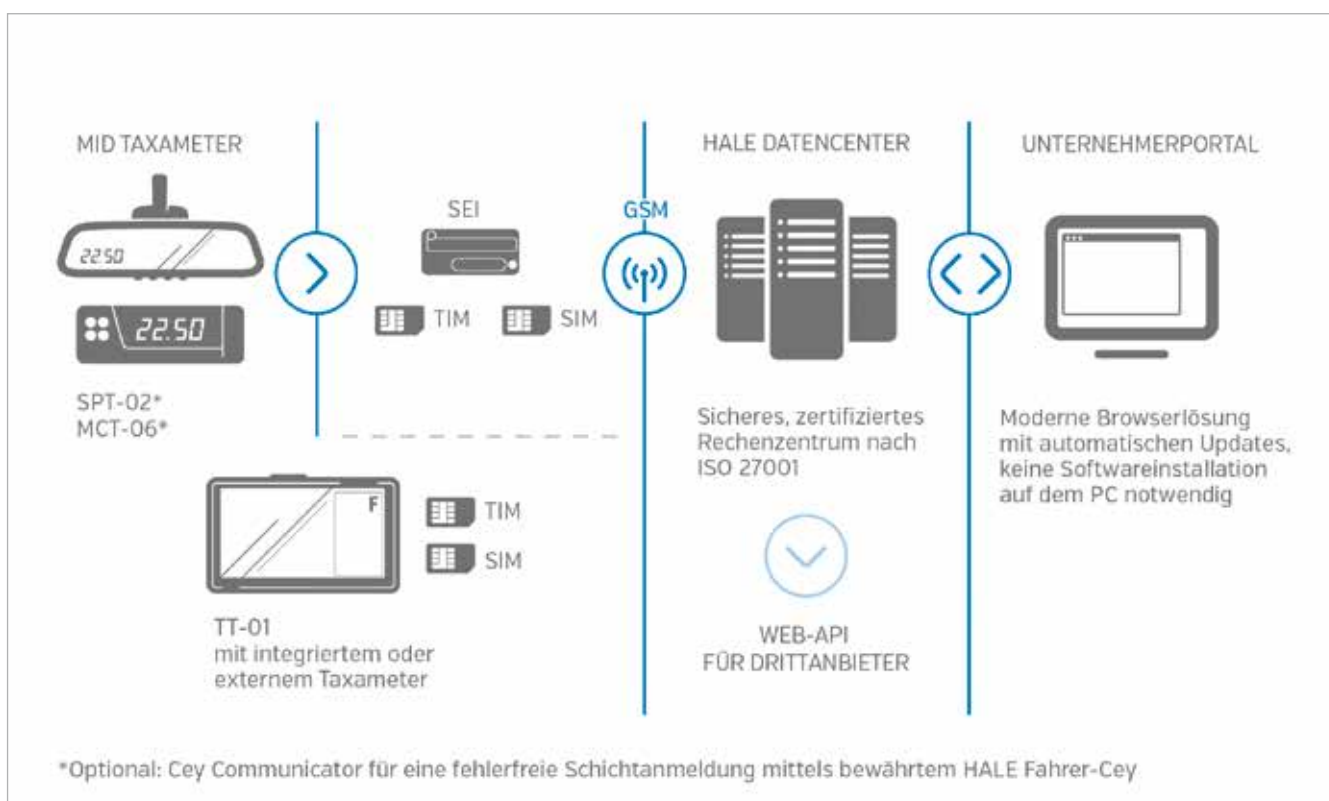 MID TAXAMETER
22.50
22.50
SPT-02*
MCT-06*
SEI
TIM
SIM
TT-01
mit integriertem oder
externem Taxameter
F
TIM
SIM
GSM
HALE DATENCENTER
Sicheres, zertifiziertes
Rechenzentrum nach
ISO 27001
WEB-API
FÜR DRITTANBIETER
UNTERNEHMERPORTAL
Moderne Browserlösung
mit automatischen Updates,
keine Softwareinstallation
auf dem PC notwendig
*Optional: Cey Communicator für eine fehlerfreie Schichtanmeldung mittels bewährtem HALE Fahrer-Cey